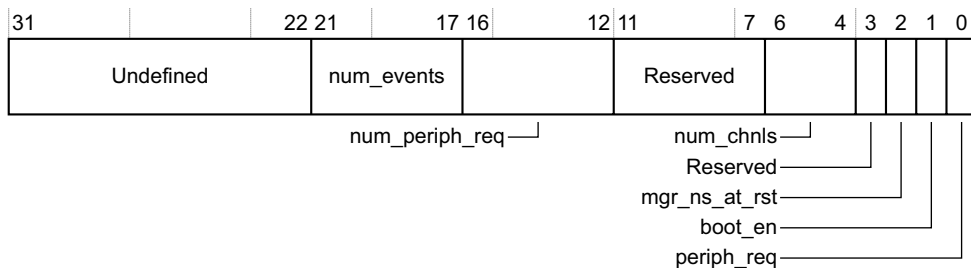 31 22 21 17 16 12 11 7 6 4 3 2 1 0
Undefined num_events Reserved
num_periph_req num_chnls
Reserved
mgr_ns_at_rst
boot_en
periph_req